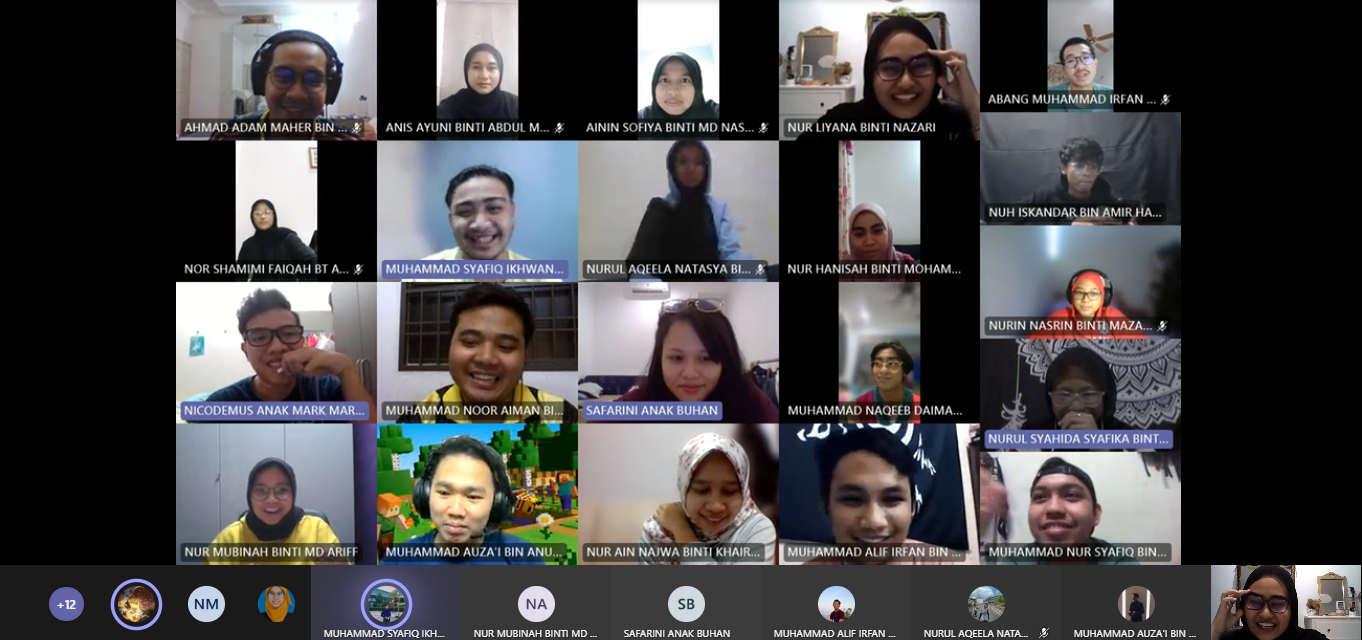 AHMAD ADAM MAHER BIN ...
ANIS AYUNI BINTI ABDUL M...
AININ SOFIYA BINTI MD NAS...
NUR LIYANA BINTI NAZARI
ABANG MUHAMMAD IRFAN ...
NUH ISKANDAR BIN AMIR HA...
NOR SHAMIMI FAIQAH BT A...
MUHAMMAD SYAFIQ IKHWAN...
NURUL AQEELA NATASYA BI...
NUR HANISAH BINTI MOHAM...
NURIN NASRIN BINTI MAZA...
NICODEMUS ANAK MARK MAR...
MUHAMMAD NOOR AIMAN BI...
SAFARINI ANAK BUHAN
MUHAMMAD NAQEEB DAIMA...
NURUL SYAHIDA SYAFIKA BINT...
NUR MUBINAH BINTI MD ARIFF
MUHAMMAD AUZA'I BIN ANU...
NUR AIN NAJWA BINTI KHAIR...
MUHAMMAD ALIF IRFAN BIN ...
MUHAMMAD NUR SYAFIQ BIN...
+12
NM
NA
SB
MUHAMMAD SYAFIQ IKH...
NUR MUBINAH BINTI MD ...
SAFARINI ANAK BUHAN
MUHAMMAD ALIF IRFAN ...
NURUL AQEELA NATA...
MUHAMMAD AUZA'I BIN ...